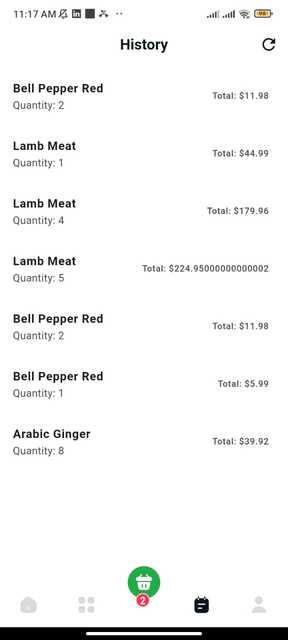 11:17 AM
History
Bell Pepper Red
Quantity: 2
Total: $11.98
Lamb Meat
Quantity: 1
Total: $44.99
Lamb Meat
Quantity: 4
Total: $179.96
Lamb Meat
Quantity: 5
Total: $224.95000000000002
Bell Pepper Red
Quantity: 2
Total: $11.98
Bell Pepper Red
Quantity: 1
Total: $5.99
Arabic Ginger
Quantity: 8
Total: $39.92
2